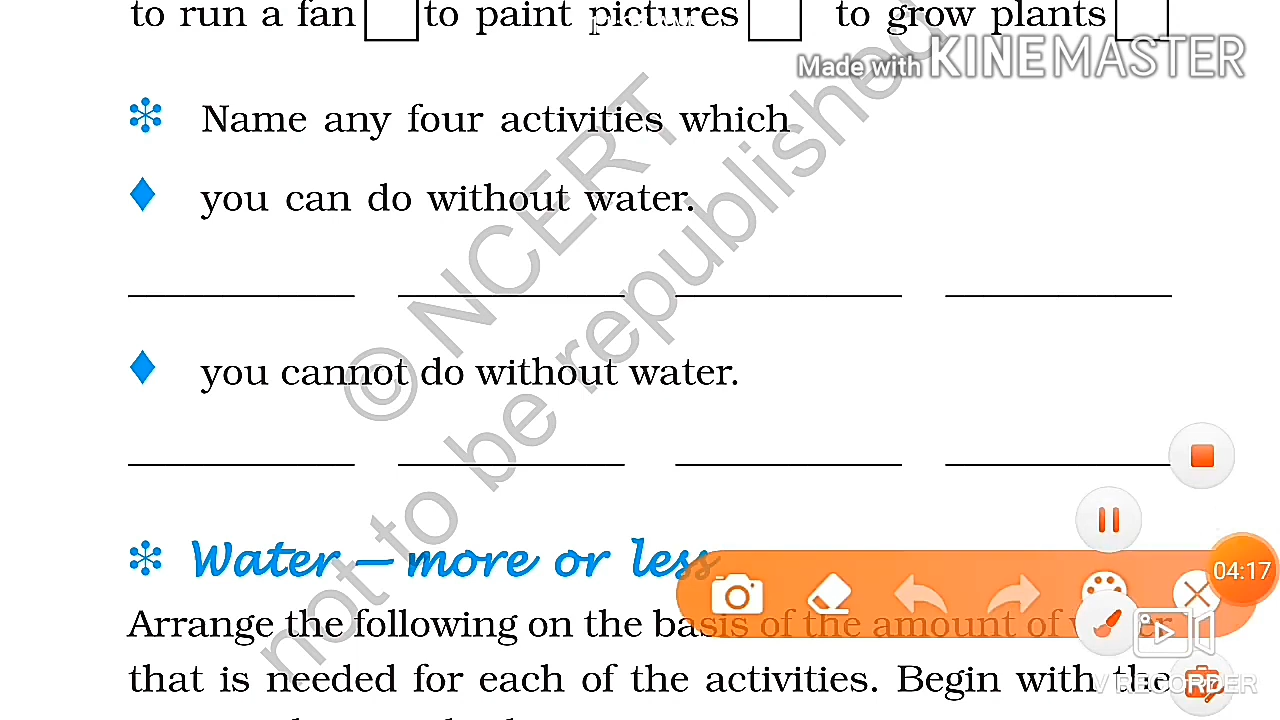 to run a fan to paint pictures to grow plants
Made with KINEMASTER
Name any four activities which
you can do without water.
you cannot do without water.
Water – more or less
Arrange the following on the basis of the amount of water
that is needed for each of the activities. Begin with the
© NCERT
not to be republished
04:17
V RECORDER